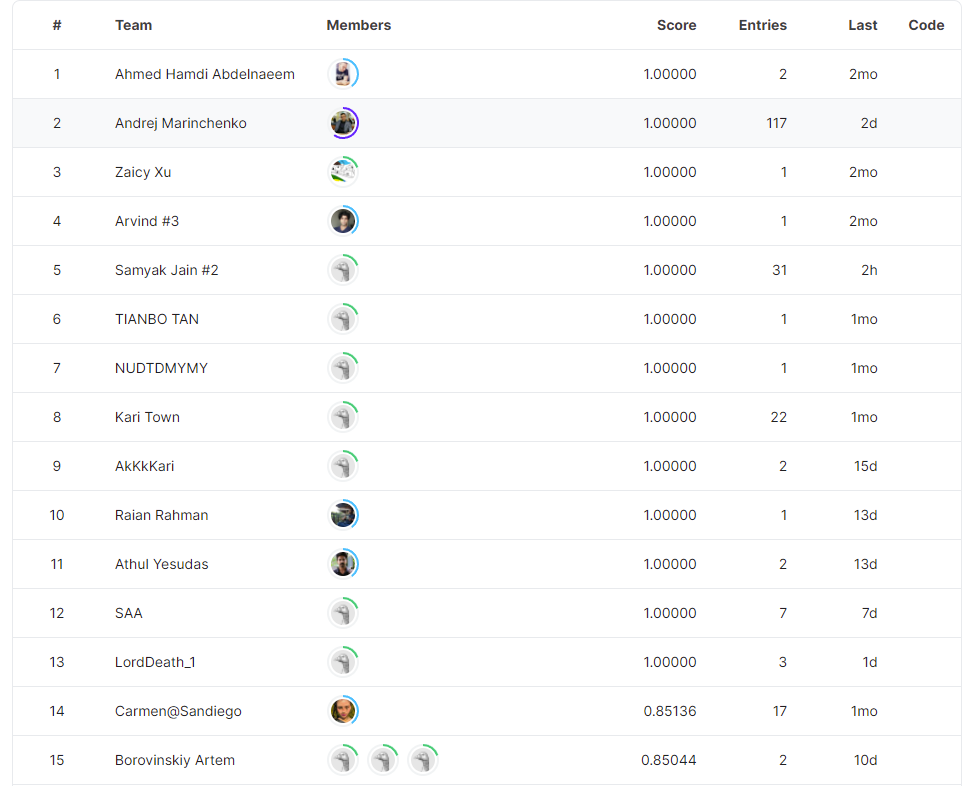 # Team Members Score Entries Last Code
1 Ahmed Hamdi Abdelnaeem 1.00000 2 2mo
2 Andrej Marinchenko 1.00000 117 2d
3 Zaicy Xu 1.00000 1 2mo
4 Arvind #3 1.00000 1 2mo
5 Samyak Jain #2 1.00000 31 2h
6 TIANBO TAN 1.00000 1 1mo
7 NUDTDMYMY 1.00000 1 1mo
8 Kari Town 1.00000 22 1mo
9 AkKkKari 1.00000 2 15d
10 Raian Rahman 1.00000 1 13d
11 Athul Yesudas 1.00000 2 13d
12 SAA 1.00000 7 7d
13 LordDeath_1 1.00000 3 1d
14 Carmen@Sandiego 0.85136 17 1mo
15 Borovinskiy Artem 0.85044 2 10d